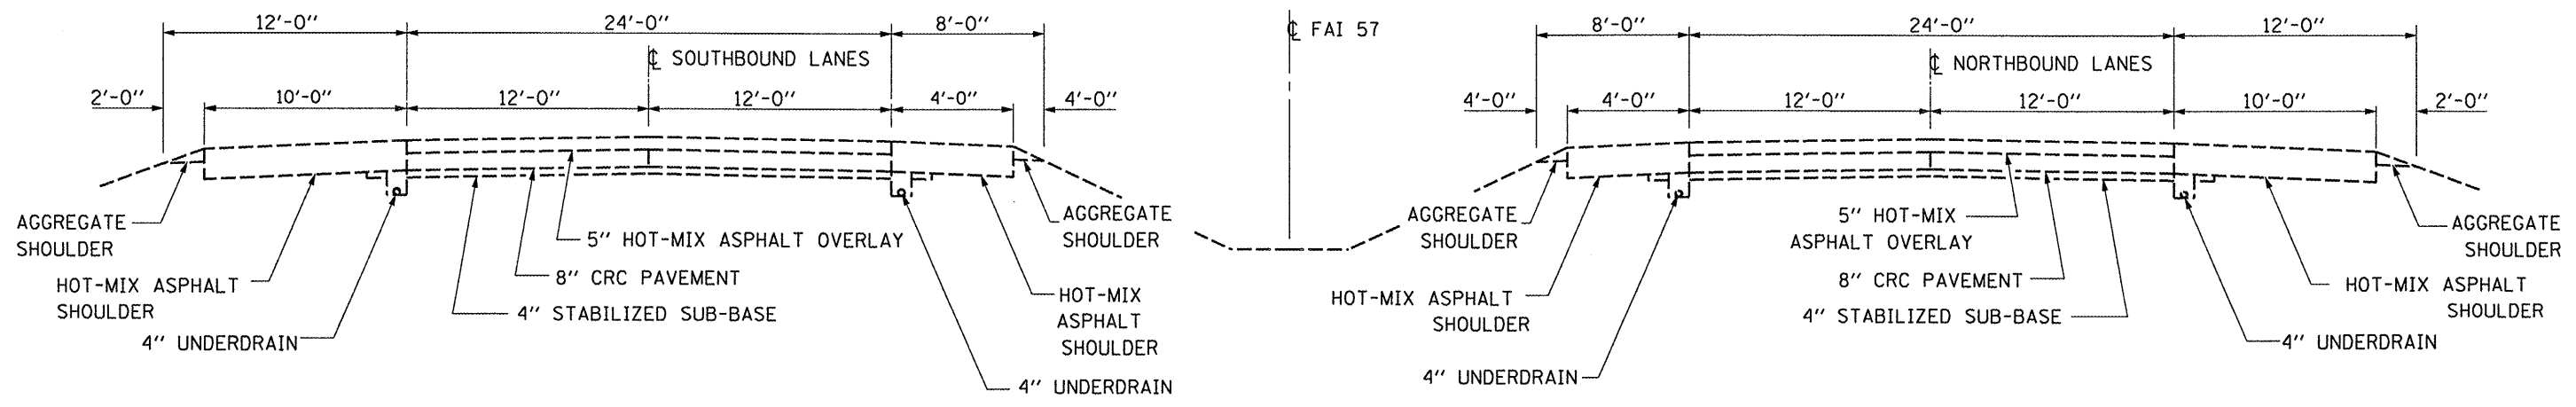 12'-0"
24'-0"
8'-0"
℄ SOUTHBOUND LANES
2'-0"
10'-0"
12'-0"
12'-0"
4'-0"
4'-0"
AGGREGATE
SHOULDER
HOT-MIX ASPHALT
SHOULDER
4" UNDERDRAIN
5" HOT-MIX ASPHALT OVERLAY
8" CRC PAVEMENT
4" STABILIZED SUB-BASE
AGGREGATE
SHOULDER
HOT-MIX
ASPHALT
SHOULDER
4" UNDERDRAIN
℄ FAI 57
8'-0"
24'-0"
12'-0"
℄ NORTHBOUND LANES
4'-0"
4'-0"
12'-0"
12'-0"
10'-0"
2'-0"
AGGREGATE
SHOULDER
HOT-MIX ASPHALT
SHOULDER
4" UNDERDRAIN
5" HOT-MIX
ASPHALT OVERLAY
8" CRC PAVEMENT
4" STABILIZED SUB-BASE
AGGREGATE
SHOULDER
HOT-MIX ASPHALT
SHOULDER
4" UNDERDRAIN